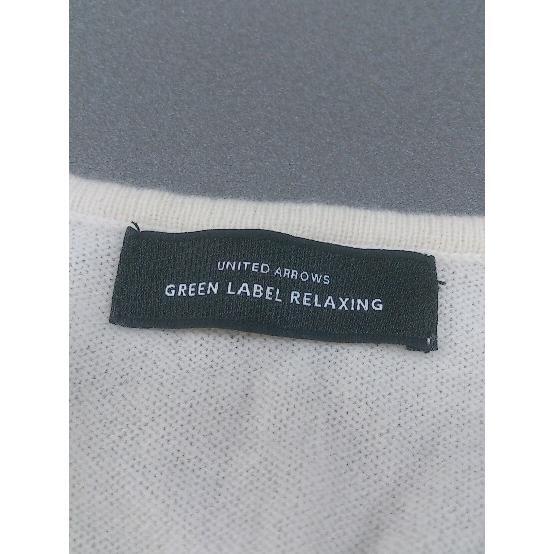 UNITED ARROWS
GREEN LABEL RELAXING